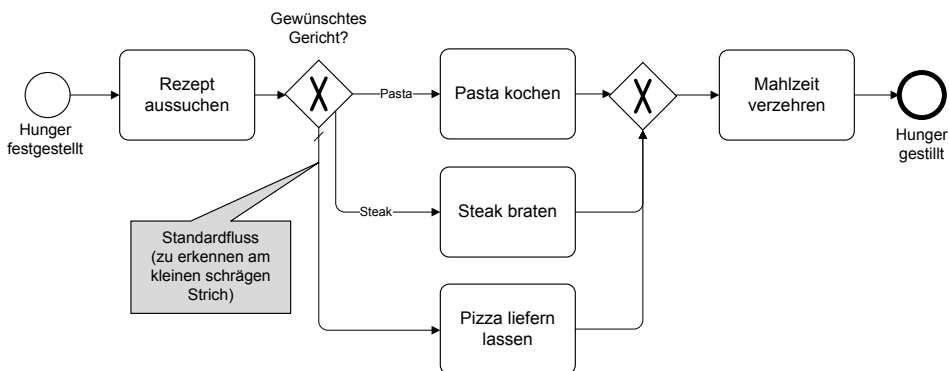 Gewünschtes
Gericht?
Rezept
aussuchen
Pasta
Pasta kochen
Mahlzeit
verzehren
Hunger
festgestellt
Hunger
gestillt
Steak
Steak braten
Standardfluss
(zu erkennen am
kleinen schrägen
Strich)
Pizza liefern
lassen